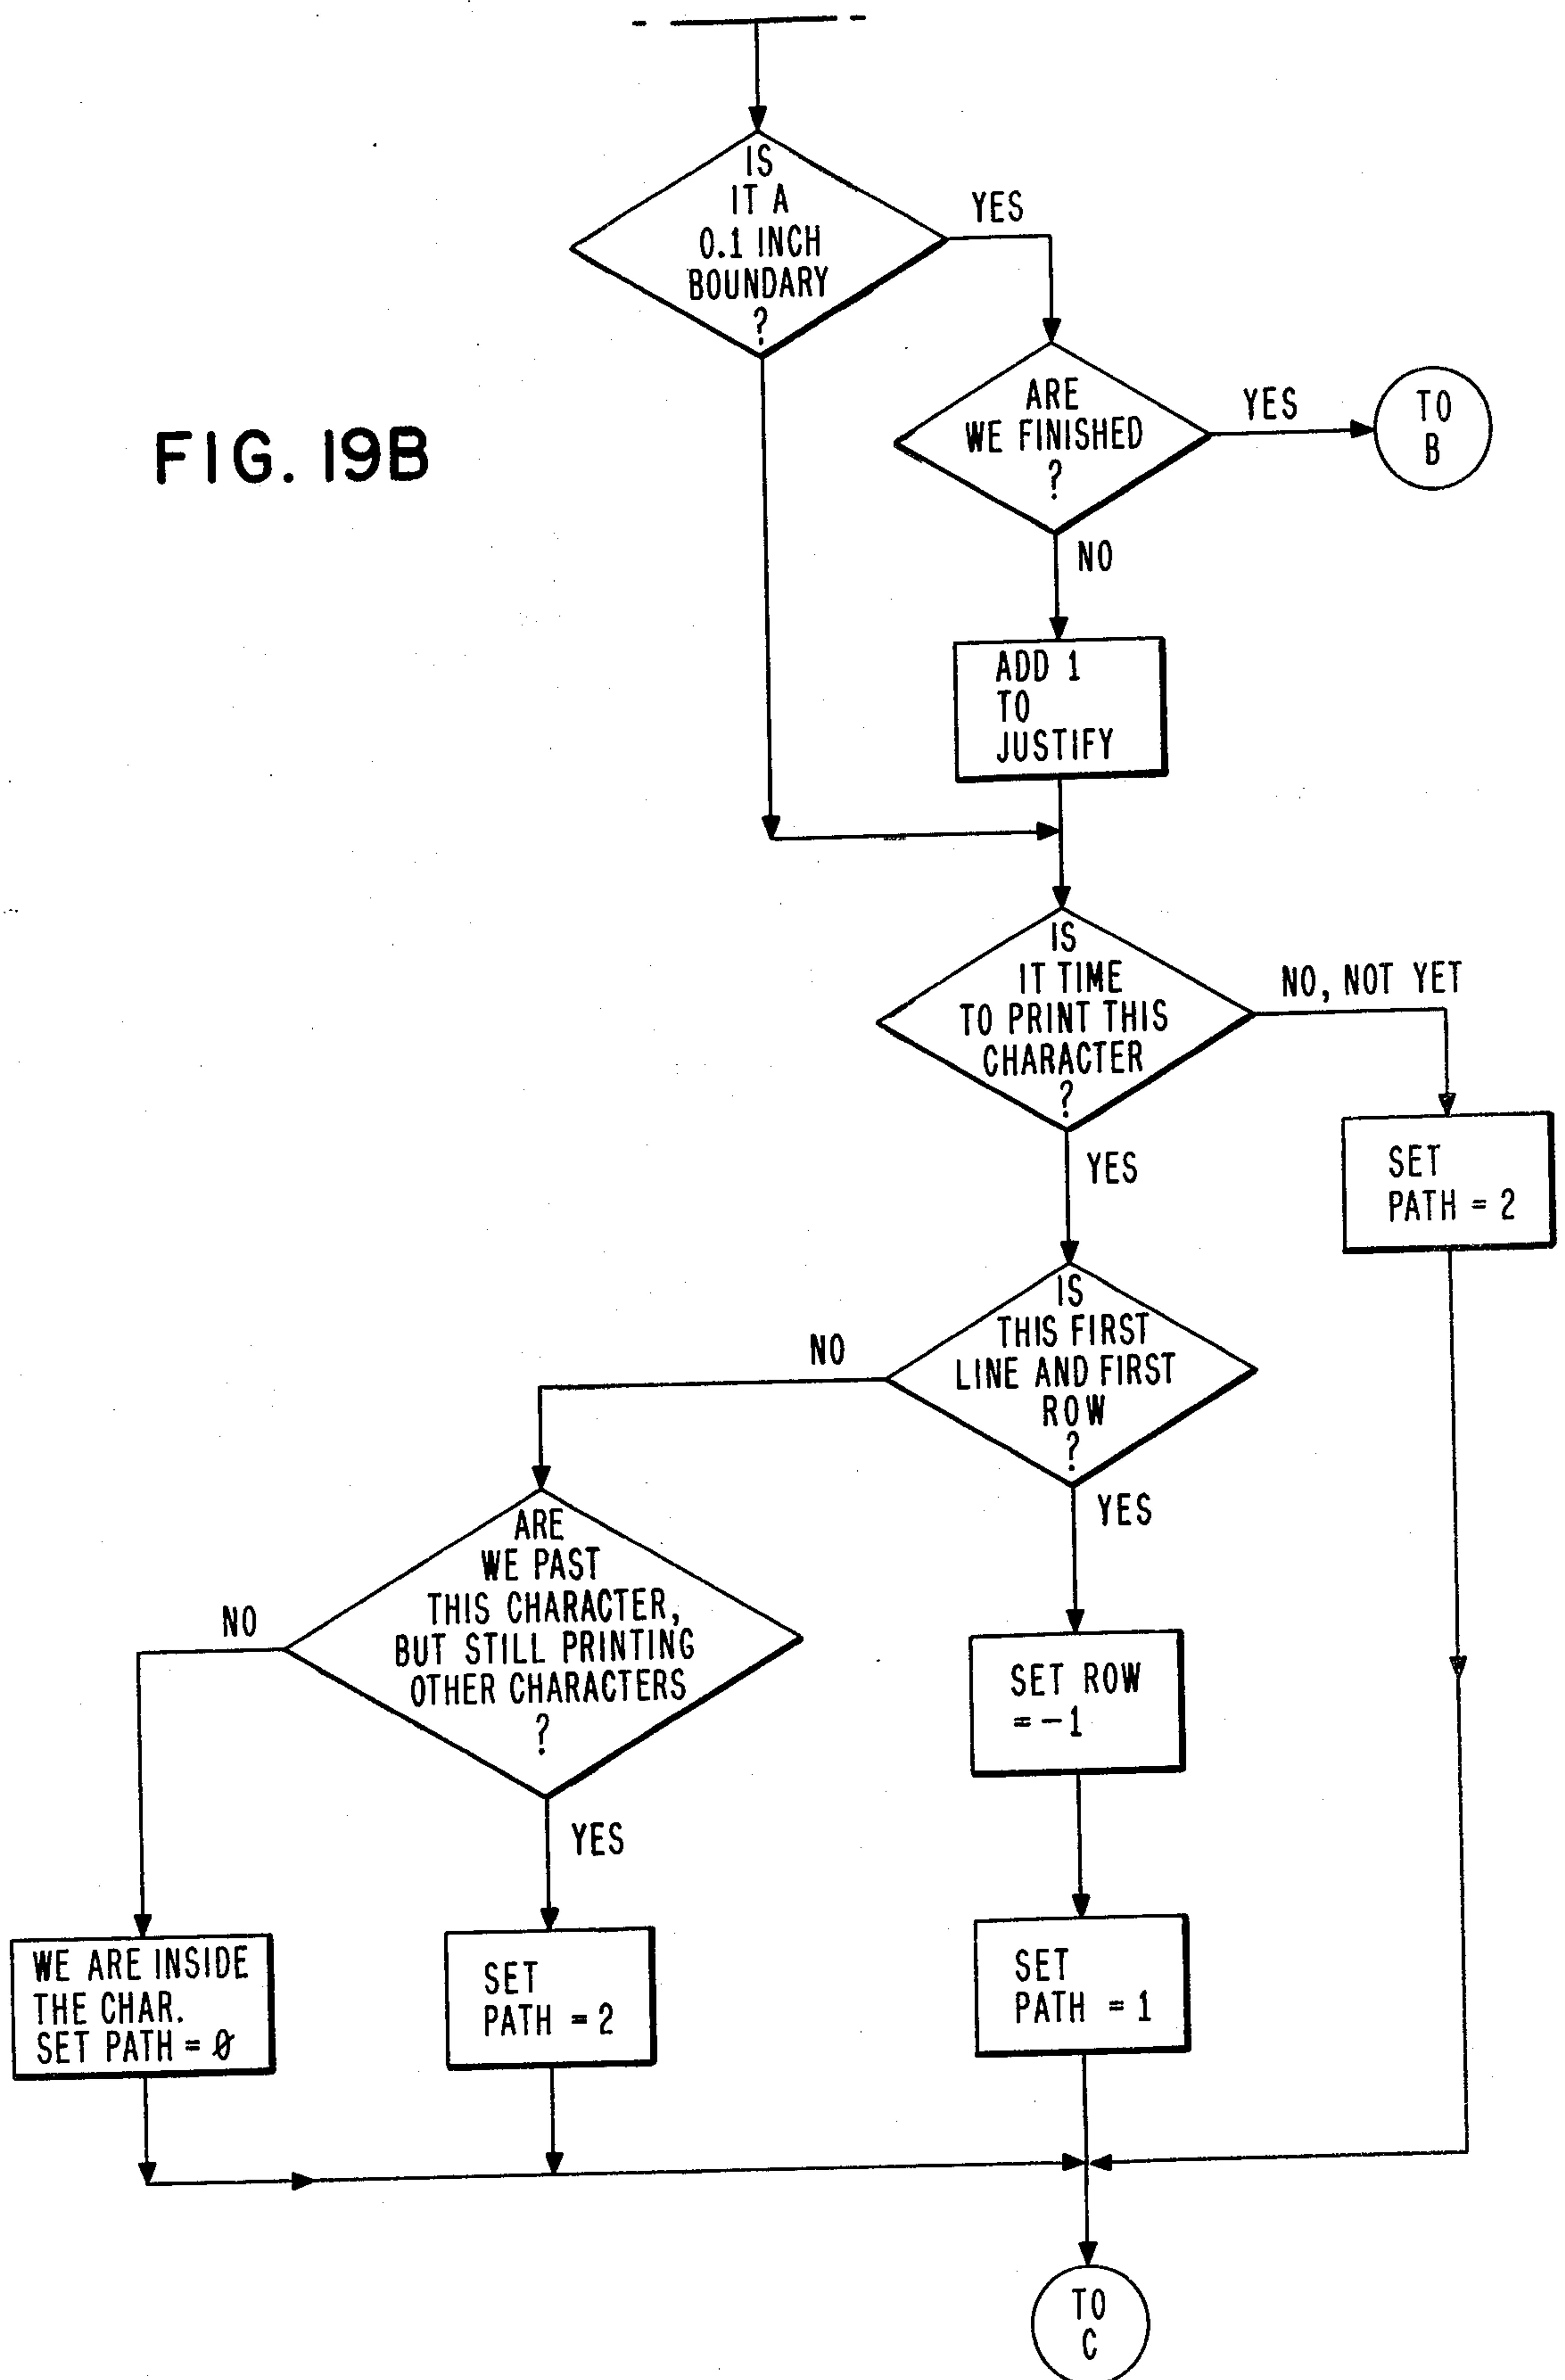 IS
IT A
0.1 INCH
BOUNDARY
?
YES
FIG. 19B
ARE
WE FINISHED
?
YES
TO
B
NO
ADD 1
TO
JUSTIFY
IS
IT TIME
TO PRINT THIS
CHARACTER
?
NO, NOT YET
SET
PATH = 2
YES
IS
THIS FIRST
LINE AND FIRST
ROW
?
NO
YES
ARE
WE PAST
THIS CHARACTER,
BUT STILL PRINTING
OTHER CHARACTERS
?
NO
YES
SET ROW
= -1
WE ARE INSIDE
THE CHAR.
SET PATH = 0̸
SET
PATH = 2
SET
PATH = 1
TO
C